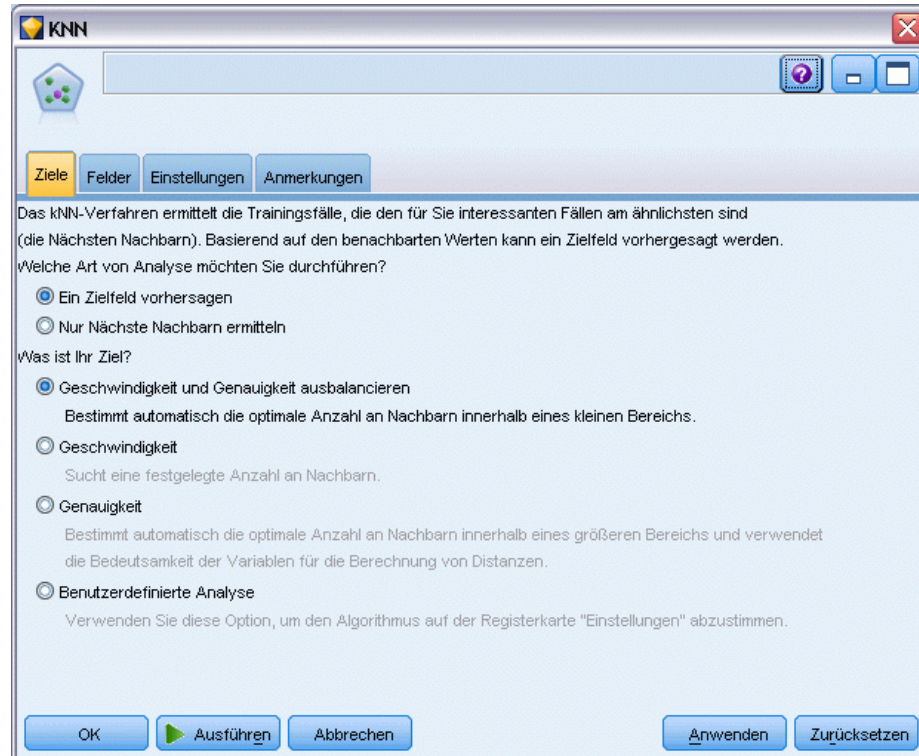 KNN
Ziele Felder Einstellungen Anmerkungen
Das kNN-Verfahren ermittelt die Trainingsfälle, die den für Sie interessanten Fällen am ähnlichsten sind
(die Nächsten Nachbarn). Basierend auf den benachbarten Werten kann ein Zielfeld vorhergesagt werden.
Welche Art von Analyse möchten Sie durchführen?
Ein Zielfeld vorhersagen
Nur Nächste Nachbarn ermitteln
Was ist Ihr Ziel?
Geschwindigkeit und Genauigkeit ausbalancieren
Bestimmt automatisch die optimale Anzahl an Nachbarn innerhalb eines kleinen Bereichs.
Geschwindigkeit
Sucht eine festgelegte Anzahl an Nachbarn.
Genauigkeit
Bestimmt automatisch die optimale Anzahl an Nachbarn innerhalb eines größeren Bereichs und verwendet
die Bedeutsamkeit der Variablen für die Berechnung von Distanzen.
Benutzerdefinierte Analyse
Verwenden Sie diese Option, um den Algorithmus auf der Registerkarte "Einstellungen" abzustimmen.
OK Ausführen Abbrechen Anwenden Zurücksetzen